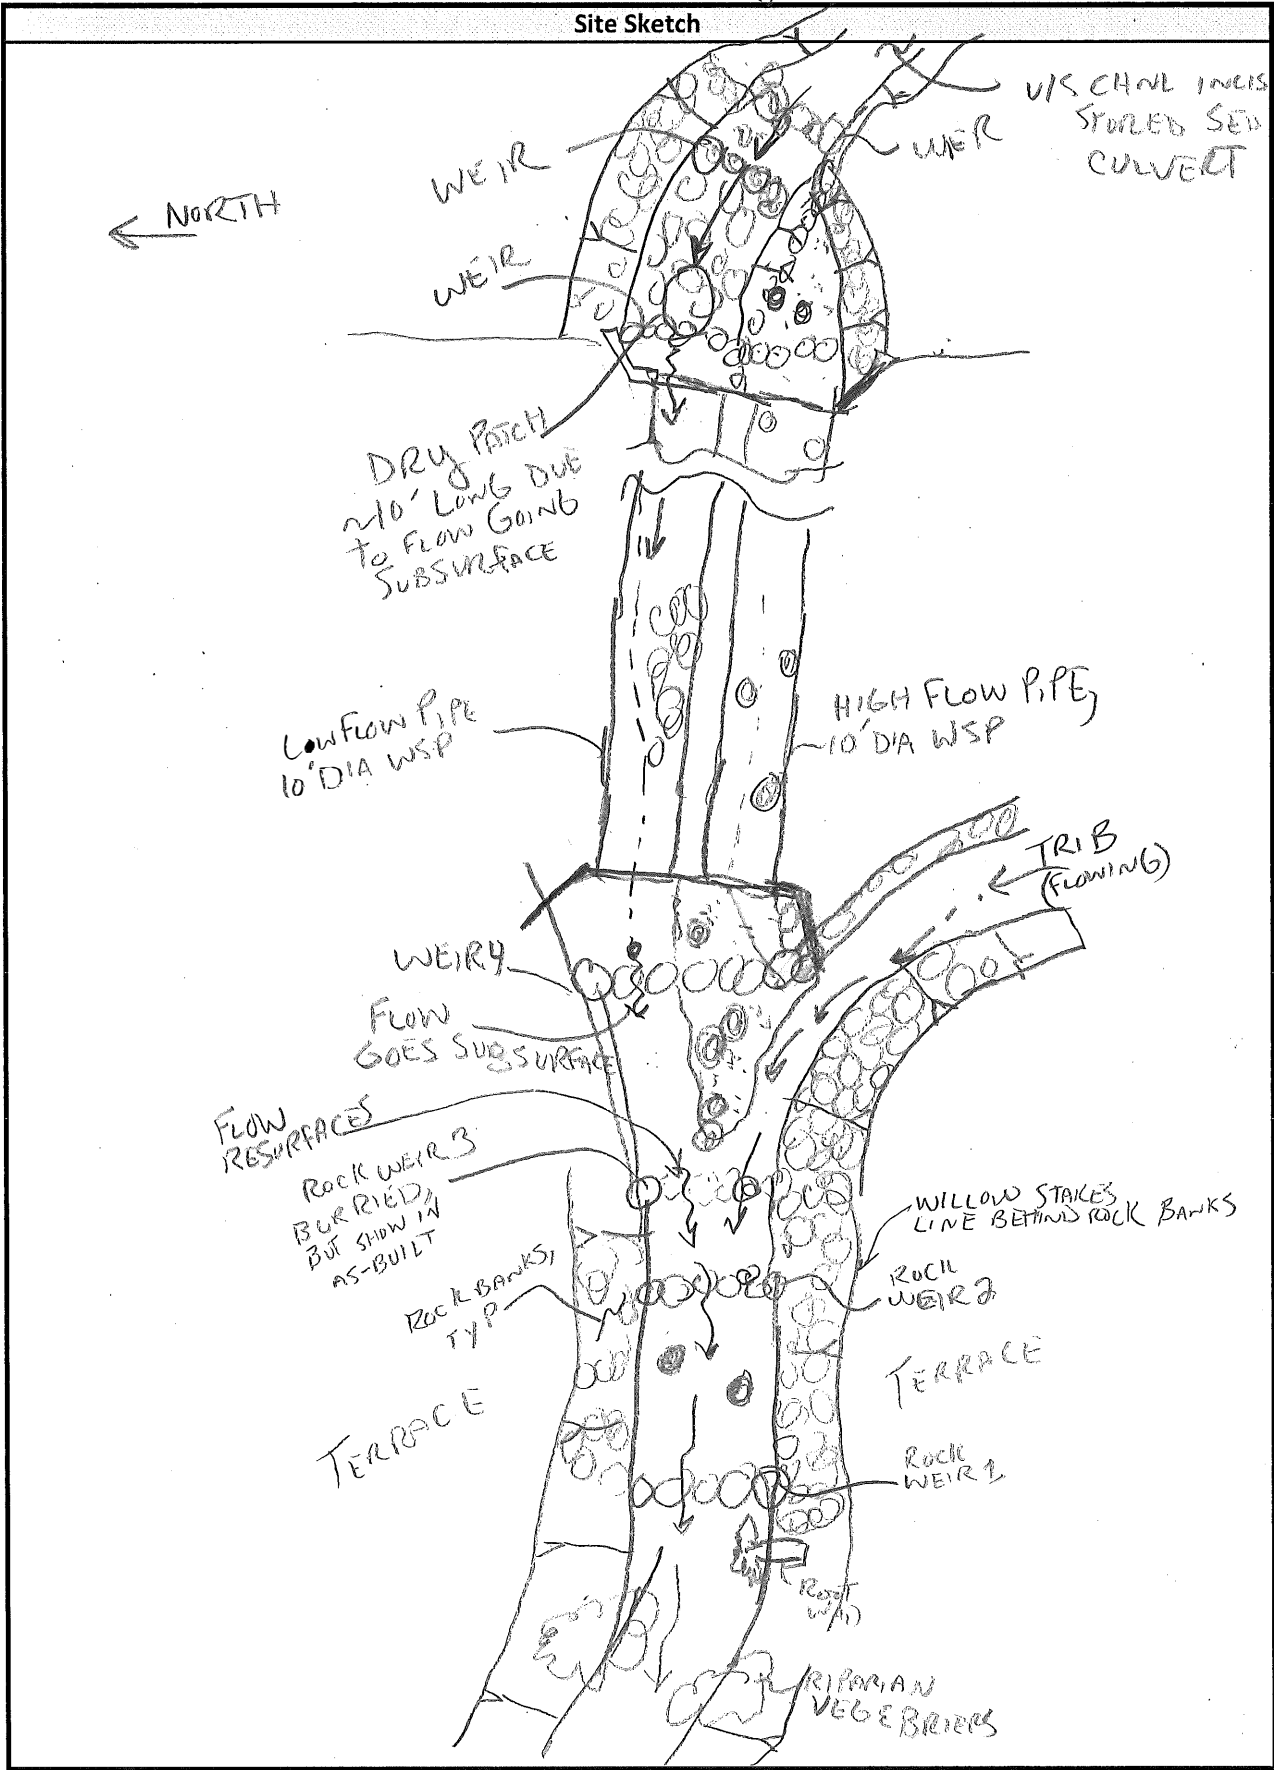 Site Sketch
U/S CHNL INCIS
STORED SED
CULVERT
WEIR
WIER
← NORTH
WEIR
DRY PATCH
~10' LONG DUE
TO FLOW GOING
SUBSURFACE
LOW FLOW PIPE
10' DIA WSP
HIGH FLOW PIPE,
10' DIA WSP
TRIB
(FLOWING)
WEIR 4
FLOW
GOES SUBSURFACE
FLOW
RESURFACES
ROCK WEIR 3
BURRIED,
BUT SHOW IN
AS-BUILT
WILLOW STAKES
LINE BEHIND ROCK BANKS
ROCK
WEIR 2
ROCK BANKS,
TYP
TERRACE
TERRACE
ROCK
WEIR 1
ROOT
WAD
RIPARIAN
VEG & BRIERS